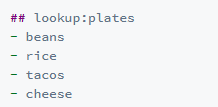 ## lookup:plates
- beans
- rice
- tacos
- cheese